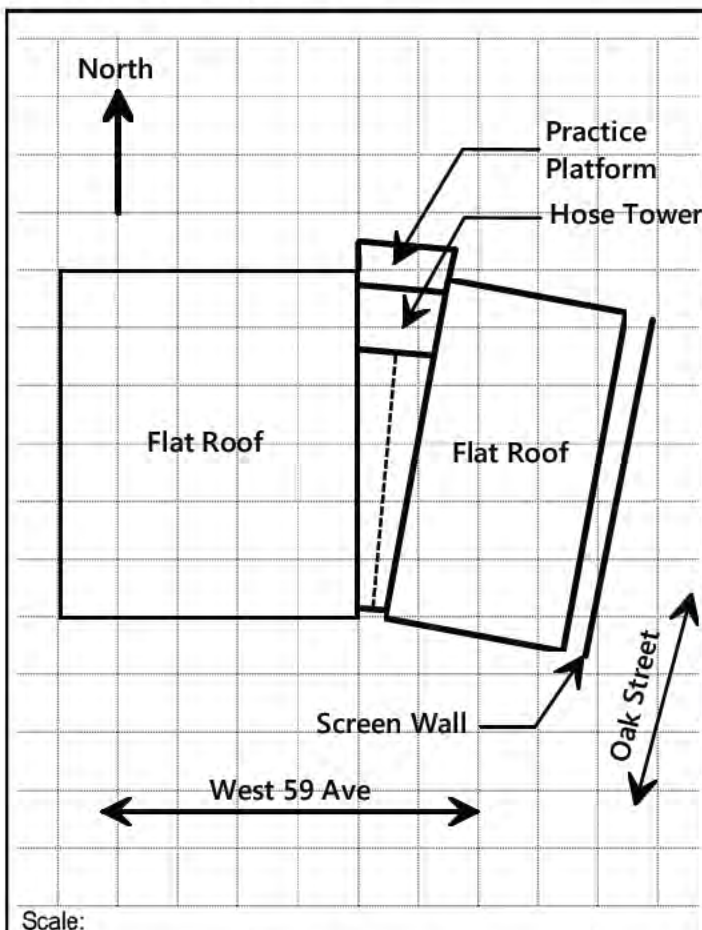 North
Practice
Platform
Hose Tower
Flat Roof
Flat Roof
Oak Street
Screen Wall
West 59 Ave
Scale: